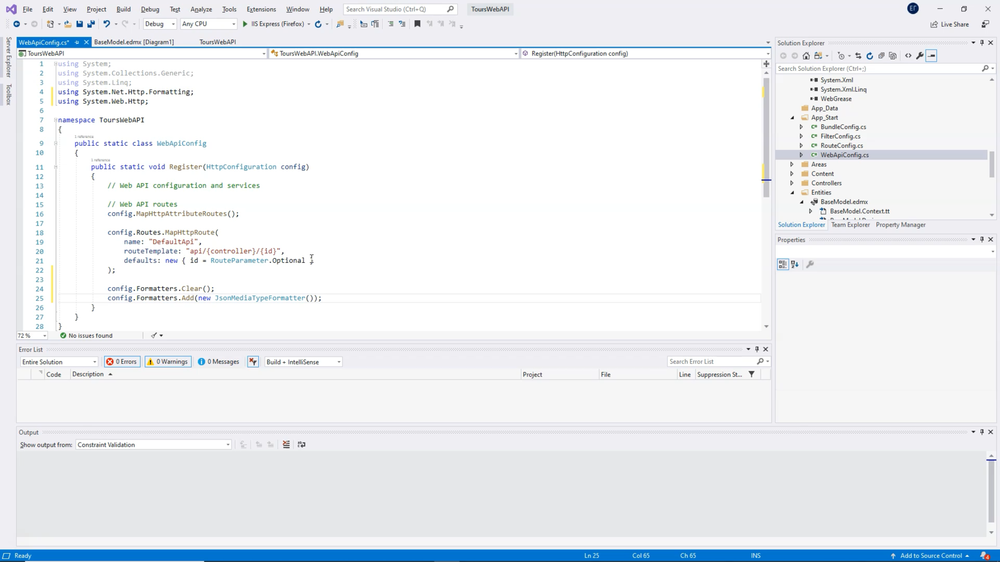 File Edit View Project Build Debug Test Analyze Tools Extensions Window Help Search Visual Studio (Ctrl+Q) ToursWebAPI ЕГ
Debug Any CPU IIS Express (Firefox) Live Share
Server Explorer
Toolbox
WebApiConfig.cs* BaseModel.edmx [Diagram1] ToursWebAPI
ToursWebAPI ToursWebAPI.WebApiConfig Register(HttpConfiguration config)
1 using System;
2 using System.Collections.Generic;
3 using System.Linq;
4 using System.Net.Http.Formatting;
5 using System.Web.Http;
6
7 namespace ToursWebAPI
8 {
1 reference
9 public static class WebApiConfig
10 {
1 reference
11 public static void Register(HttpConfiguration config)
12 {
13 // Web API configuration and services
14
15 // Web API routes
16 config.MapHttpAttributeRoutes();
17
18 config.Routes.MapHttpRoute(
19 name: "DefaultApi",
20 routeTemplate: "api/{controller}/{id}",
21 defaults: new { id = RouteParameter.Optional
22 );
23
24 config.Formatters.Clear();
25 config.Formatters.Add(new JsonMediaTypeFormatter());
26 }
27 }
28 }
72 % No issues found
Solution Explorer
Search Solution Explorer (Ctrl+;)
System.Xml
System.Xml.Linq
WebGrease
App_Data
App_Start
BundleConfig.cs
FilterConfig.cs
RouteConfig.cs
WebApiConfig.cs
Areas
Content
Controllers
Entities
BaseModel.edmx
BaseModel.Context.tt
Solution Explorer Team Explorer Property Manager
Properties
Error List
Entire Solution 0 Errors 0 Warnings 0 Messages Build + IntelliSense Search Error List
Code Description Project File Line Suppression St...
Output
Show output from: Constraint Validation
Ready Ln 25 Col 65 Ch 65 INS Add to Source Control 4